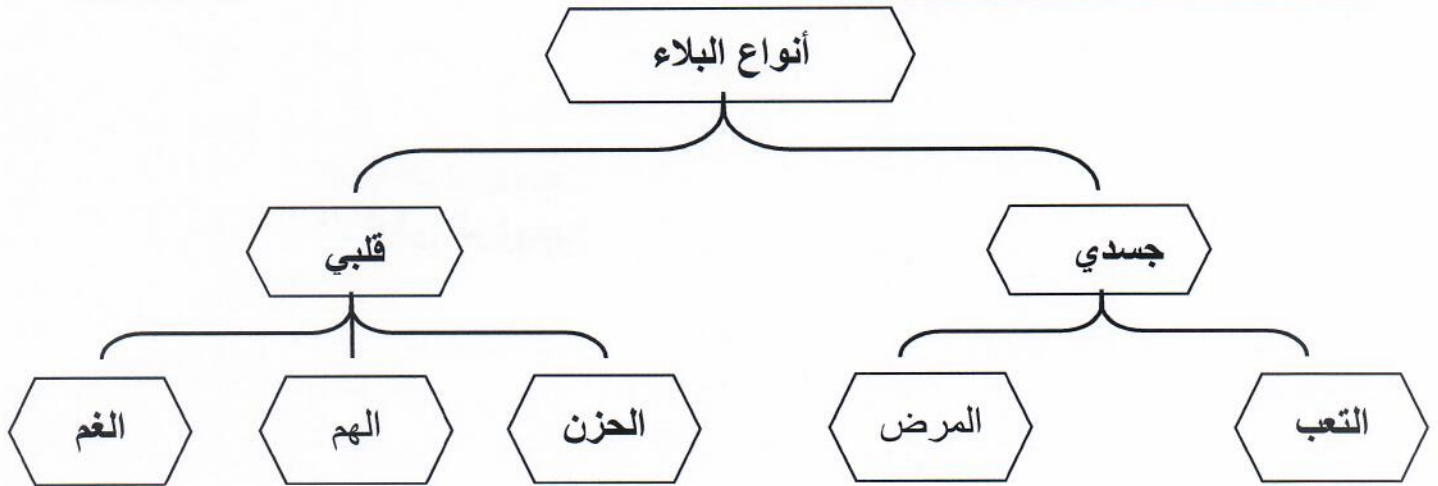 أنواع البلاء
جسدي
قلبي
التعب
المرض
الحزن
الهم
الغم